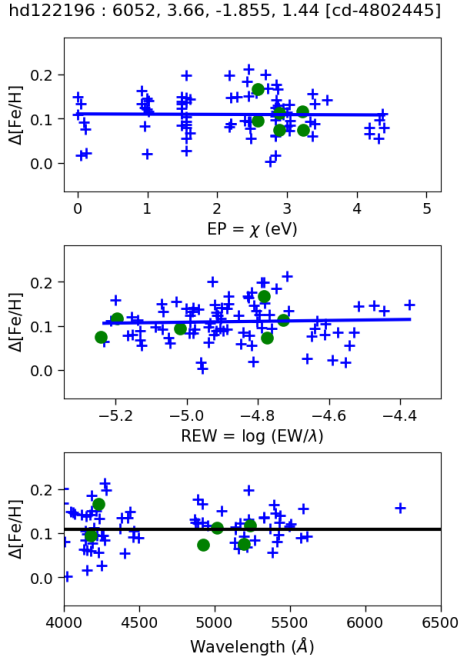 hd122196 : 6052, 3.66, -1.855, 1.44 [cd-4802445]
Δ[Fe/H]
0.2
0.1
0.0
0 1 2 3 4 5
EP = χ (eV)
Δ[Fe/H]
0.2
0.1
0.0
−5.2 −5.0 −4.8 −4.6 −4.4
REW = log (EW/λ)
Δ[Fe/H]
0.2
0.1
0.0
4000 4500 5000 5500 6000 6500
Wavelength (Å)